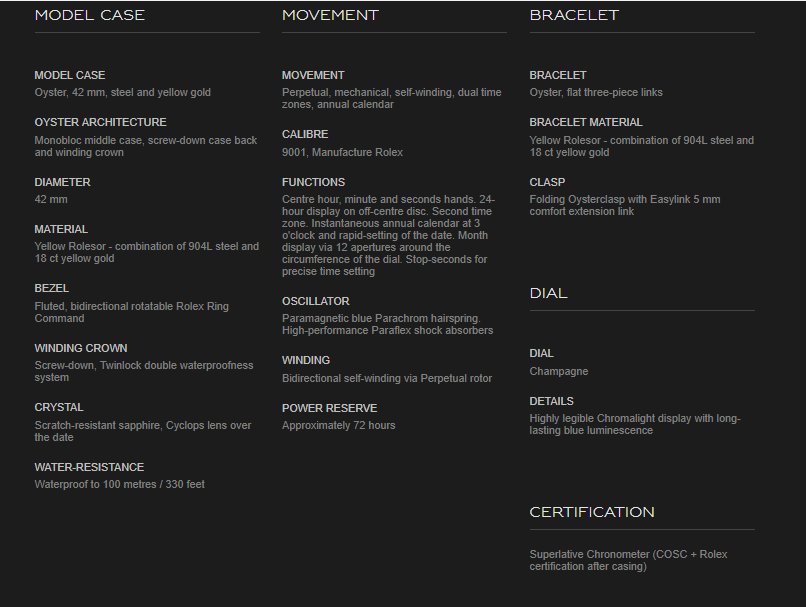 MODEL CASE
MODEL CASE
Oyster, 42 mm, steel and yellow gold
OYSTER ARCHITECTURE
Monobloc middle case, screw-down case back
and winding crown
DIAMETER
42 mm
MATERIAL
Yellow Rolesor - combination of 904L steel and
18 ct yellow gold
BEZEL
Fluted, bidirectional rotatable Rolex Ring
Command
WINDING CROWN
Screw-down, Twinlock double waterproofness
system
CRYSTAL
Scratch-resistant sapphire, Cyclops lens over
the date
WATER-RESISTANCE
Waterproof to 100 metres / 330 feet
MOVEMENT
MOVEMENT
Perpetual, mechanical, self-winding, dual time
zones, annual calendar
CALIBRE
9001, Manufacture Rolex
FUNCTIONS
Centre hour, minute and seconds hands. 24-
hour display on off-centre disc. Second time
zone. Instantaneous annual calendar at 3
o'clock and rapid-setting of the date. Month
display via 12 apertures around the
circumference of the dial. Stop-seconds for
precise time setting
OSCILLATOR
Paramagnetic blue Parachrom hairspring.
High-performance Paraflex shock absorbers
WINDING
Bidirectional self-winding via Perpetual rotor
POWER RESERVE
Approximately 72 hours
BRACELET
BRACELET
Oyster, flat three-piece links
BRACELET MATERIAL
Yellow Rolesor - combination of 904L steel and
18 ct yellow gold
CLASP
Folding Oysterclasp with Easylink 5 mm
comfort extension link
DIAL
DIAL
Champagne
DETAILS
Highly legible Chromalight display with long-
lasting blue luminescence
CERTIFICATION
Superlative Chronometer (COSC + Rolex
certification after casing)